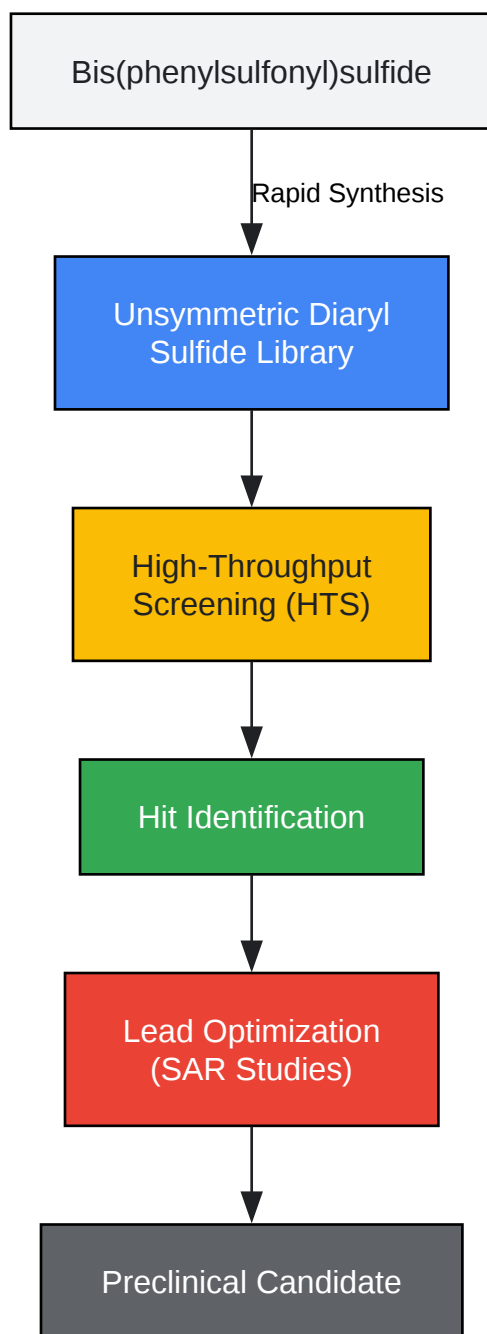 Bis(phenylsulfonyl)sulfide
Rapid Synthesis
Unsymmetric Diaryl
Sulfide Library
High-Throughput
Screening (HTS)
Hit Identification
Lead Optimization
(SAR Studies)
Preclinical Candidate